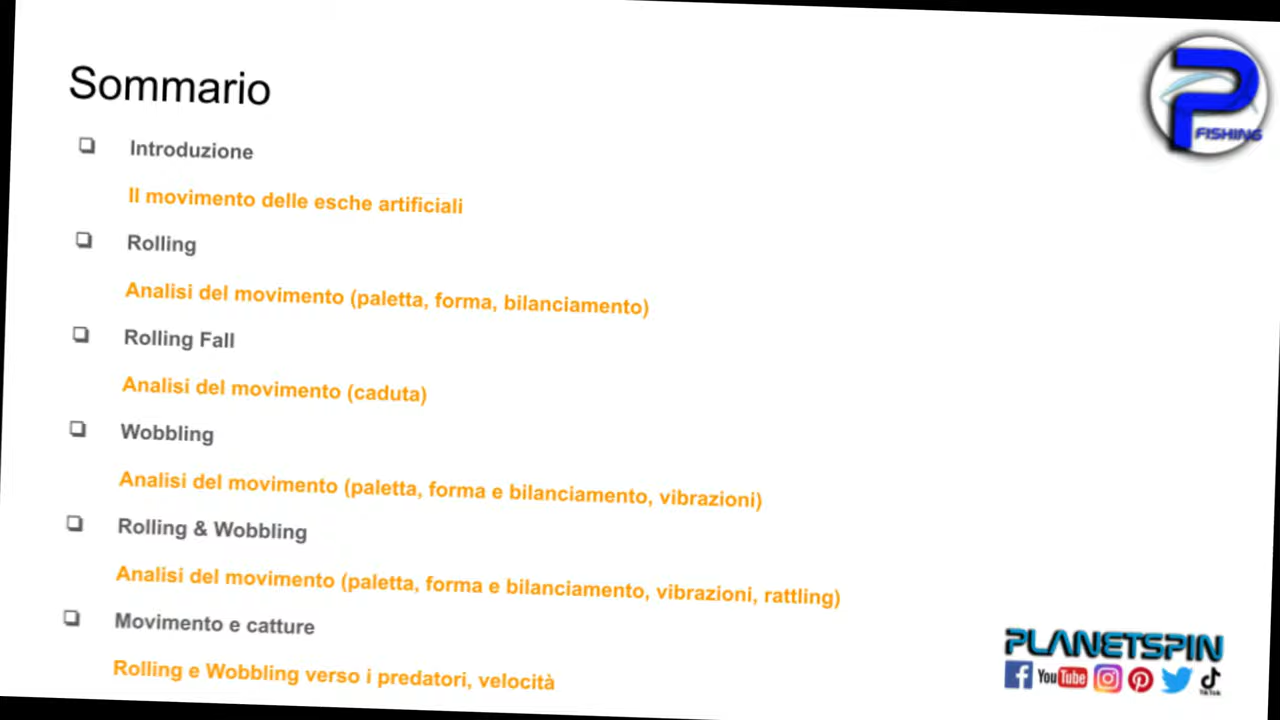 Sommario
❏ Introduzione
Il movimento delle esche artificiali
❏ Rolling
Analisi del movimento (paletta, forma, bilanciamento)
❏ Rolling Fall
Analisi del movimento (caduta)
❏ Wobbling
Analisi del movimento (paletta, forma e bilanciamento, vibrazioni)
❏ Rolling & Wobbling
Analisi del movimento (paletta, forma e bilanciamento, vibrazioni, rattling)
❏ Movimento e catture
Rolling e Wobbling verso i predatori, velocità
P FISHING
PLANETSPIN
YouTube
TikTok